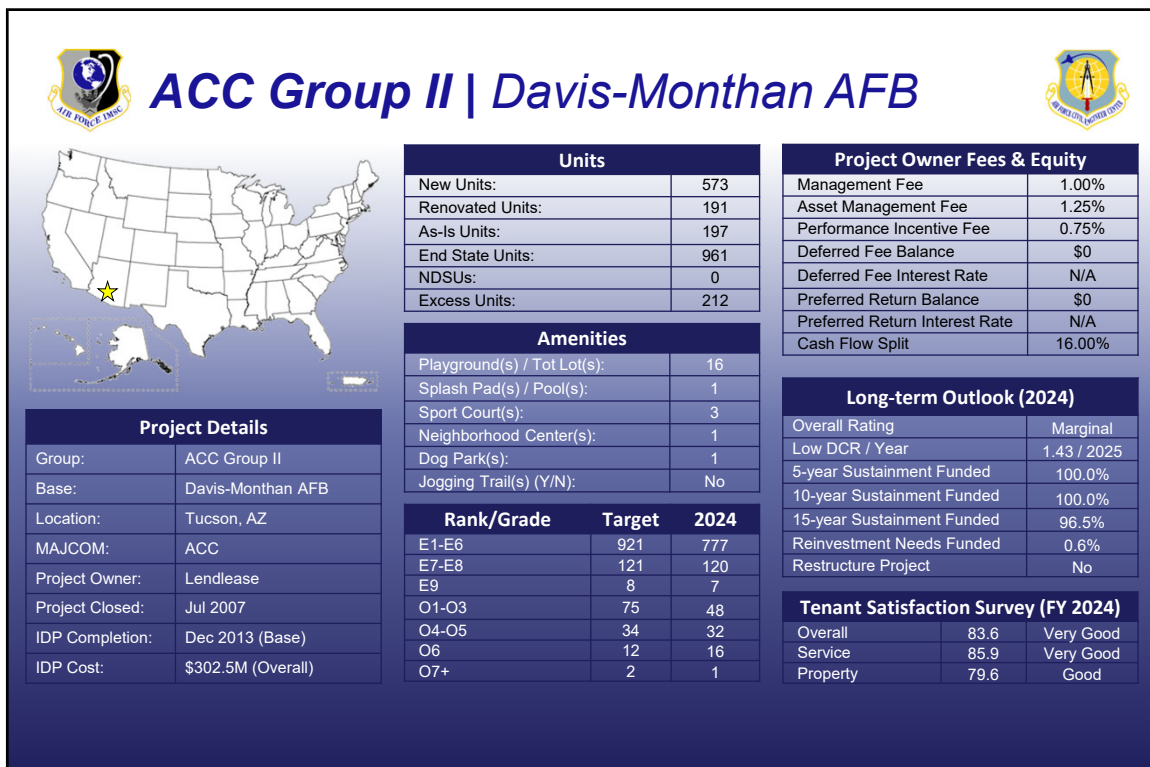 ACC Group II | Davis-Monthan AFB
AIR FORCE IMSC
AIR FORCE CIVIL ENGINEER CENTER
Project Details
Group: ACC Group II
Base: Davis-Monthan AFB
Location: Tucson, AZ
MAJCOM: ACC
Project Owner: Lendlease
Project Closed: Jul 2007
IDP Completion: Dec 2013 (Base)
IDP Cost: $302.5M (Overall)
Units
New Units: 573
Renovated Units: 191
As-Is Units: 197
End State Units: 961
NDSUs: 0
Excess Units: 212
Amenities
Playground(s) / Tot Lot(s): 16
Splash Pad(s) / Pool(s): 1
Sport Court(s): 3
Neighborhood Center(s): 1
Dog Park(s): 1
Jogging Trail(s) (Y/N): No
Rank/Grade Target 2024
E1-E6 921 777
E7-E8 121 120
E9 8 7
O1-O3 75 48
O4-O5 34 32
O6 12 16
O7+ 2 1
Project Owner Fees & Equity
Management Fee 1.00%
Asset Management Fee 1.25%
Performance Incentive Fee 0.75%
Deferred Fee Balance $0
Deferred Fee Interest Rate N/A
Preferred Return Balance $0
Preferred Return Interest Rate N/A
Cash Flow Split 16.00%
Long-term Outlook (2024)
Overall Rating Marginal
Low DCR / Year 1.43 / 2025
5-year Sustainment Funded 100.0%
10-year Sustainment Funded 100.0%
15-year Sustainment Funded 96.5%
Reinvestment Needs Funded 0.6%
Restructure Project No
Tenant Satisfaction Survey (FY 2024)
Overall 83.6 Very Good
Service 85.9 Very Good
Property 79.6 Good